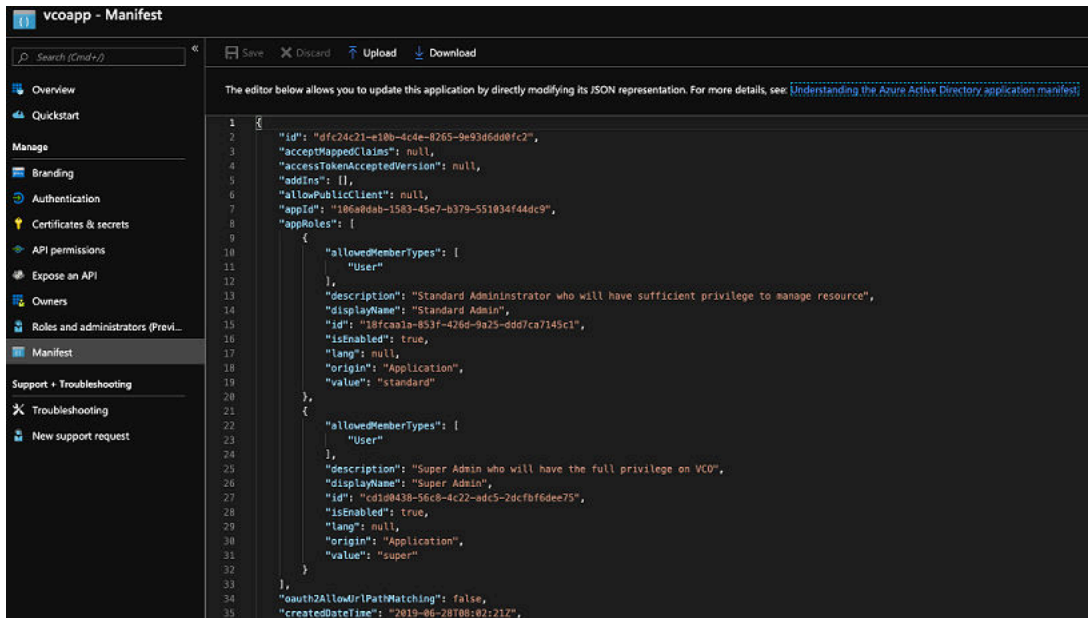 vcoapp - Manifest
Search (Cmd+/)
«
Save
Discard
Upload
Download
Overview
Quickstart
Manage
Branding
Authentication
Certificates & secrets
API permissions
Expose an API
Owners
Roles and administrators (Previ...
Manifest
Support + Troubleshooting
Troubleshooting
New support request
The editor below allows you to update this application by directly modifying its JSON representation. For more details, see: Understanding the Azure Active Directory application manifest.
1 {
2 "id": "dfc24c21-e10b-4c4e-8265-9e93d6dd0fc2",
3 "acceptMappedClaims": null,
4 "accessTokenAcceptedVersion": null,
5 "addIns": [],
6 "allowPublicClient": null,
7 "appId": "106a0dab-1583-45e7-b379-551034f44dc9",
8 "appRoles": [
9 {
10 "allowedMemberTypes": [
11 "User"
12 ],
13 "description": "Standard Admininstrator who will have sufficient privilege to manage resource",
14 "displayName": "Standard Admin",
15 "id": "18fcaa1a-853f-426d-9a25-ddd7ca7145c1",
16 "isEnabled": true,
17 "lang": null,
18 "origin": "Application",
19 "value": "standard"
20 },
21 {
22 "allowedMemberTypes": [
23 "User"
24 ],
25 "description": "Super Admin who will have the full privilege on VCO",
26 "displayName": "Super Admin",
27 "id": "cd1d0438-56c8-4c22-adc5-2dcfbf6dee75",
28 "isEnabled": true,
29 "lang": null,
30 "origin": "Application",
31 "value": "super"
32 }
33 ],
34 "oauth2AllowUrlPathMatching": false,
35 "createdDateTime": "2019-06-28T08:02:21Z",